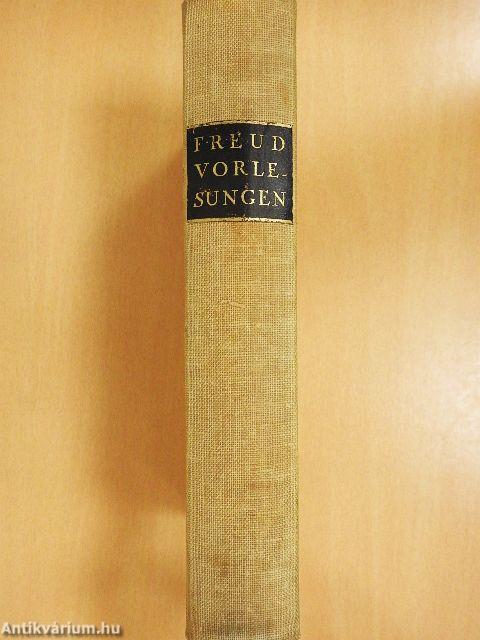 FREUD
VORLE-
SUNGEN
Antikvárium.hu